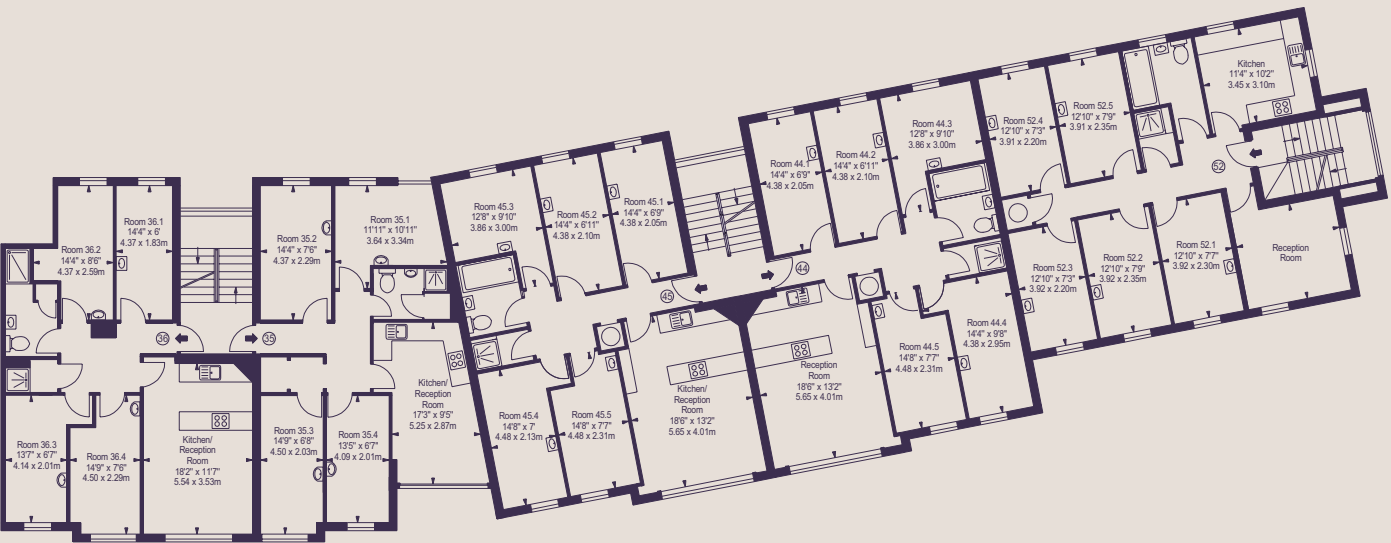 Room 36.2
14'4" x 8'6"
4.37 x 2.59m
Room 36.1
14'4" x 6'
4.37 x 1.83m
36
Room 36.3
13'7" x 6'7"
4.14 x 2.01m
Room 36.4
14'9" x 7'6"
4.50 x 2.29m
Kitchen/
Reception
Room
18'2" x 11'7"
5.54 x 3.53m
Room 35.2
14'4" x 7'6"
4.37 x 2.29m
Room 35.1
11'11" x 10'11"
3.64 x 3.34m
35
Room 35.3
14'9" x 6'8"
4.50 x 2.03m
Room 35.4
13'5" x 6'7"
4.09 x 2.01m
Kitchen/
Reception
Room
17'3" x 9'5"
5.25 x 2.87m
Room 45.3
12'8" x 9'10"
3.86 x 3.00m
Room 45.2
14'4" x 6'11"
4.38 x 2.10m
Room 45.1
14'4" x 6'9"
4.38 x 2.05m
45
Room 45.4
14'8" x 7'
4.48 x 2.13m
Room 45.5
14'8" x 7'7"
4.48 x 2.31m
Kitchen/
Reception
Room
18'6" x 13'2"
5.65 x 4.01m
Room 44.1
14'4" x 6'9"
4.38 x 2.05m
Room 44.2
14'4" x 6'11"
4.38 x 2.10m
Room 44.3
12'8" x 9'10"
3.86 x 3.00m
44
Reception
Room
18'6" x 13'2"
5.65 x 4.01m
Room 44.5
14'8" x 7'7"
4.48 x 2.31m
Room 44.4
14'4" x 9'8"
4.38 x 2.95m
Room 52.4
12'10" x 7'3"
3.91 x 2.20m
Room 52.5
12'10" x 7'9"
3.91 x 2.35m
Kitchen
11'4" x 10'2"
3.45 x 3.10m
52
Room 52.3
12'10" x 7'3"
3.92 x 2.20m
Room 52.2
12'10" x 7'9"
3.92 x 2.35m
Room 52.1
12'10" x 7'7"
3.92 x 2.30m
Reception
Room